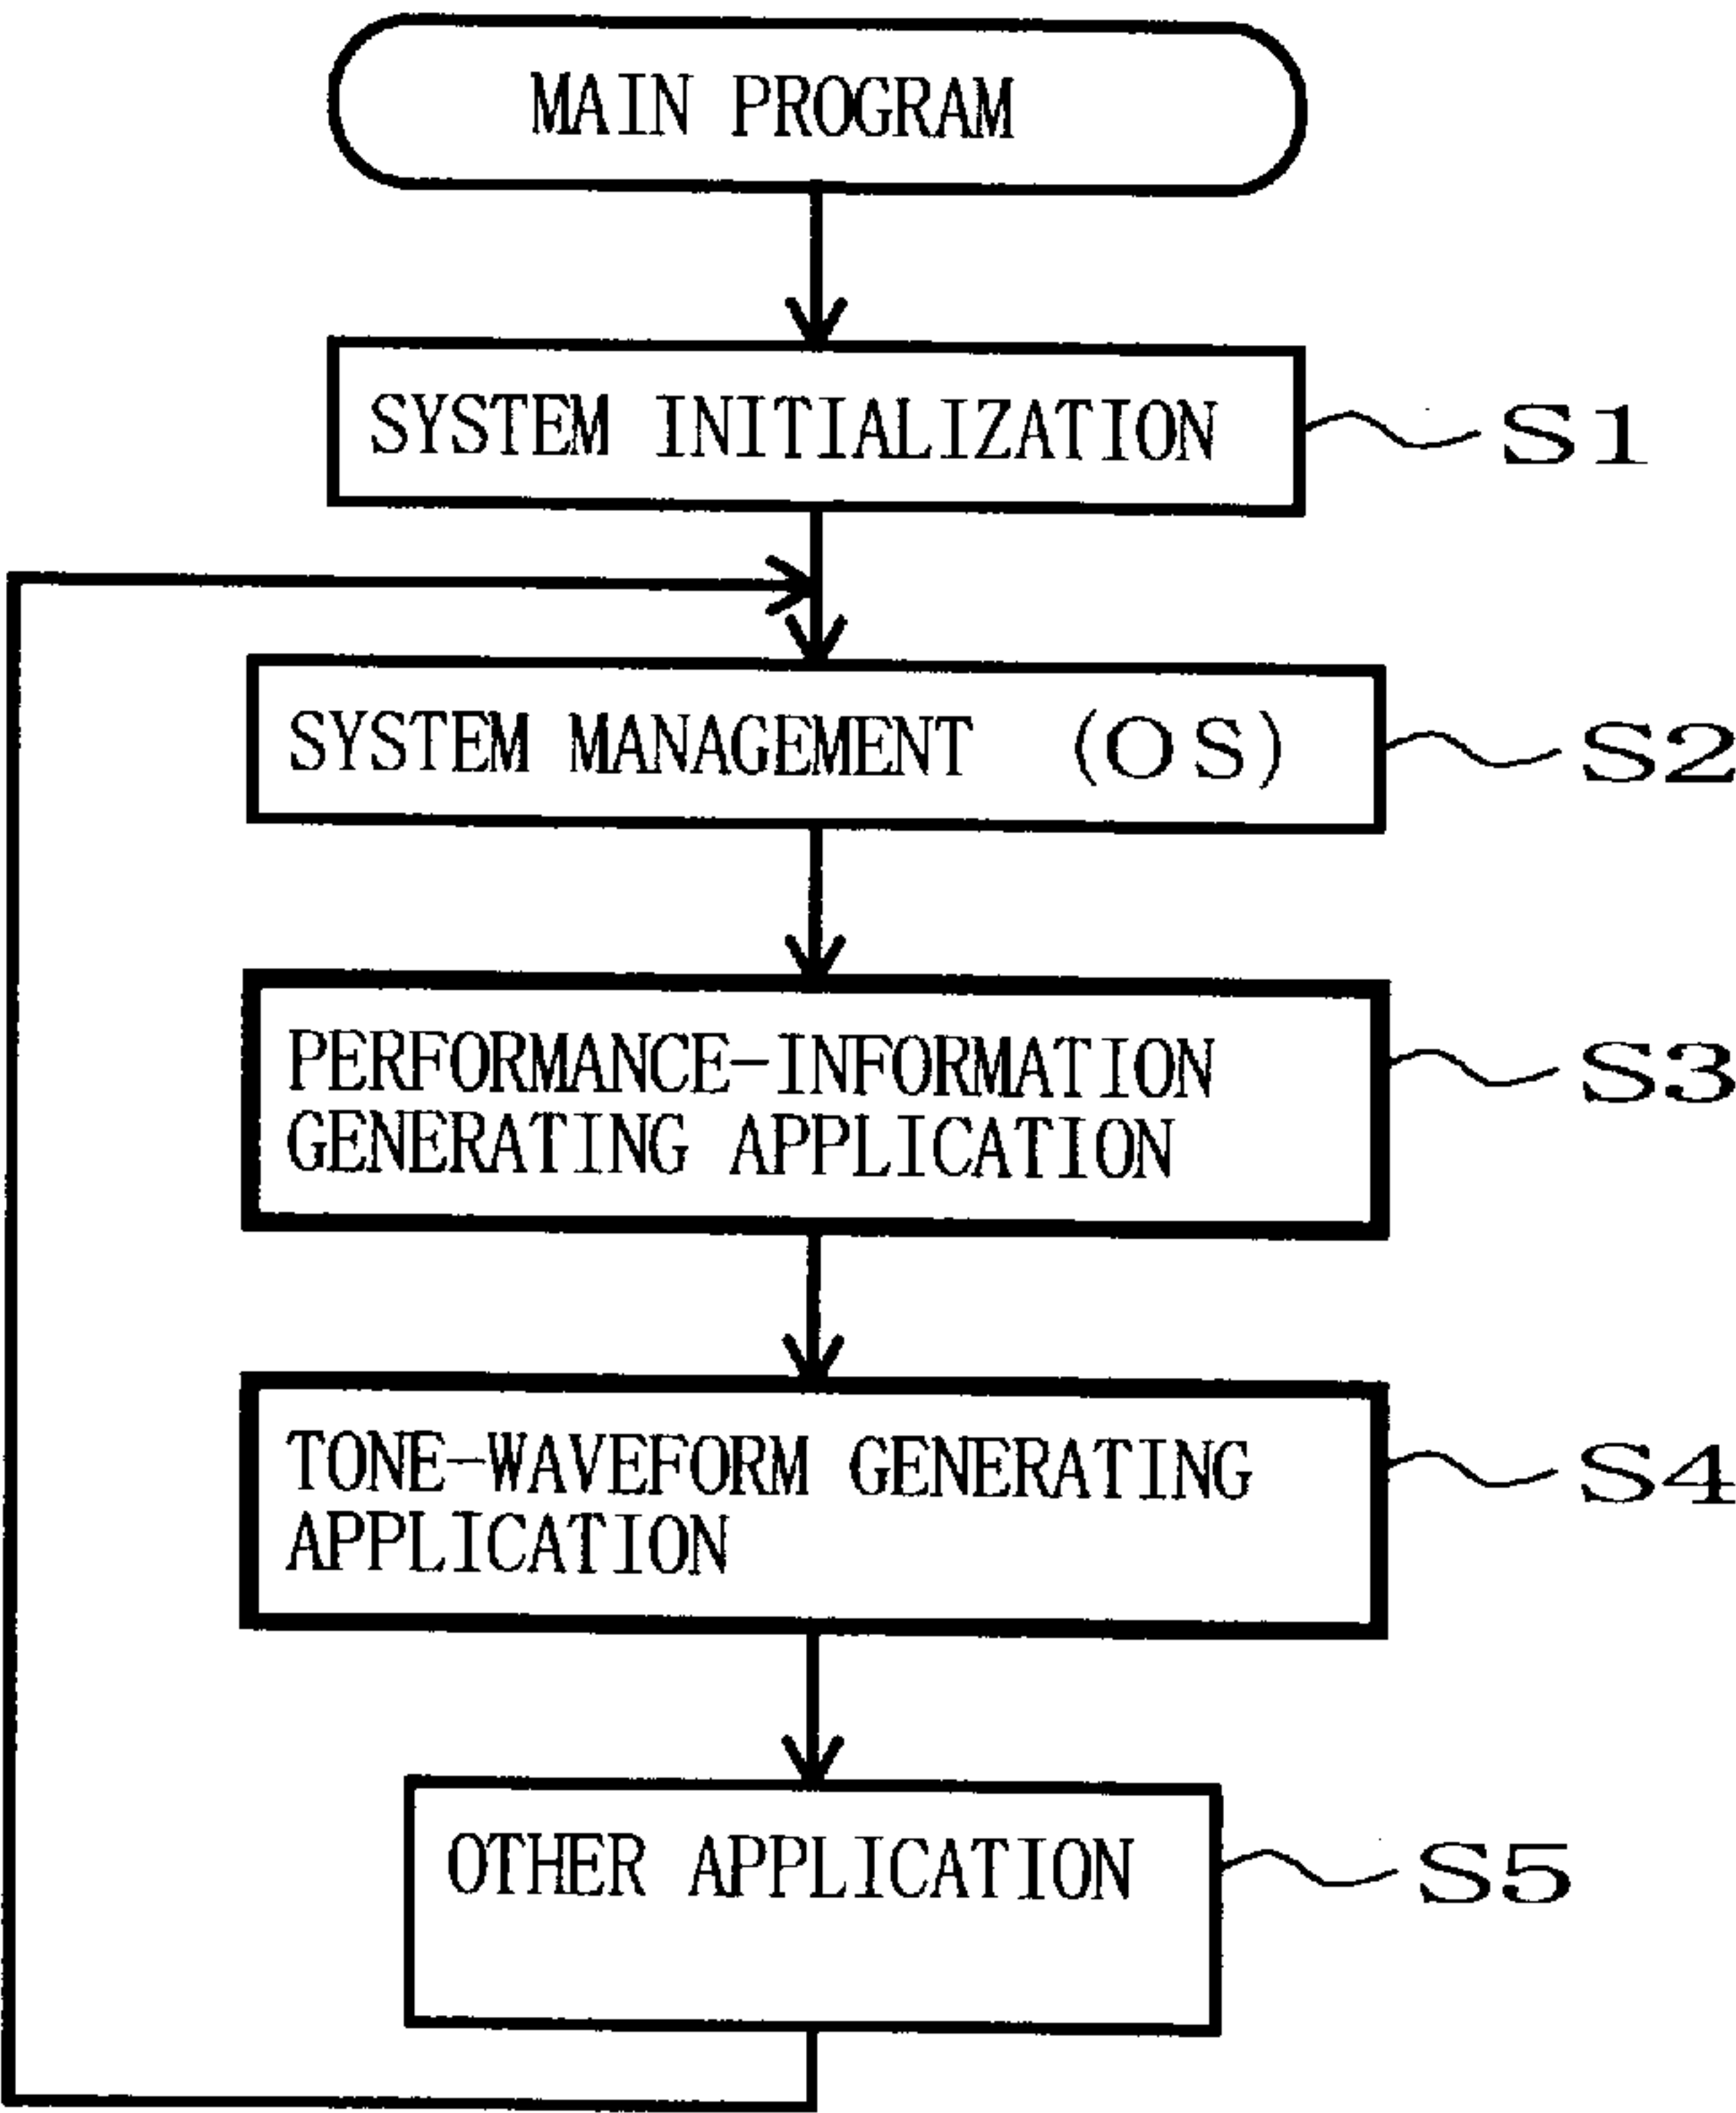 MAIN PROGRAM
SYSTEM INITIALIZATION
S1
SYSTEM MANAGEMENT (OS)
S2
PERFORMANCE-INFORMATION
GENERATING APPLICATION
S3
TONE-WAVEFORM GENERATING
APPLICATION
S4
OTHER APPLICATION
S5